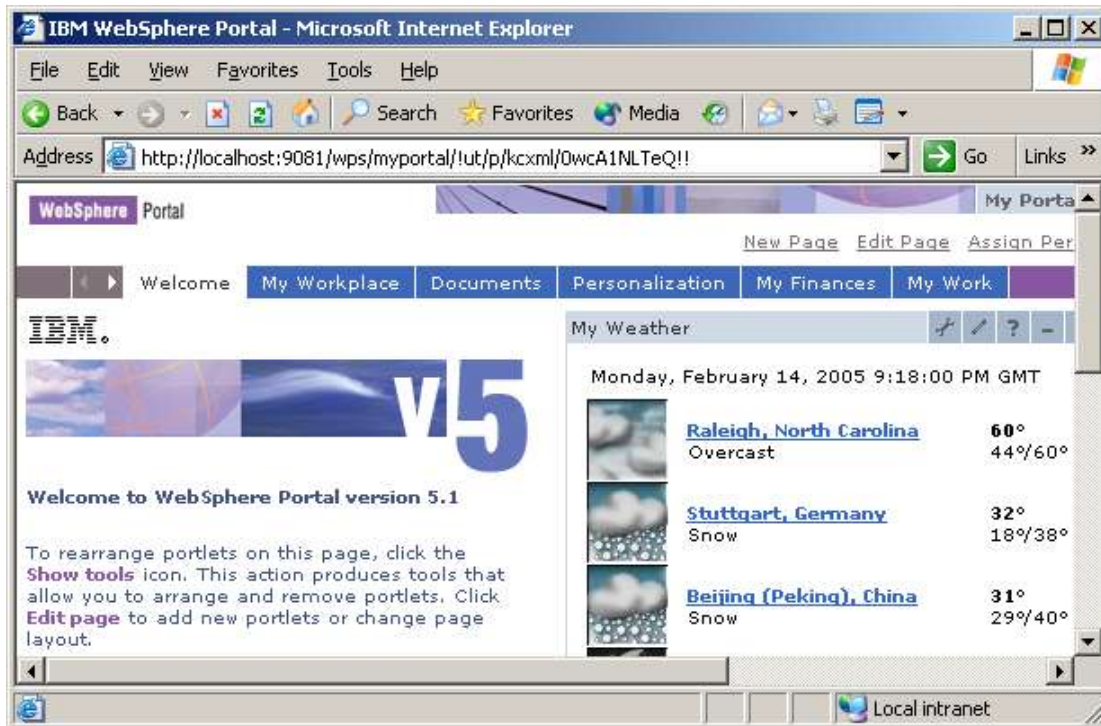 IBM WebSphere Portal - Microsoft Internet Explorer
File Edit View Favorites Tools Help
Back Search Favorites Media
Address http://localhost:9081/wps/myportal/!ut/p/kcxml/0wcA1NLTeQ!! Go Links »
WebSphere Portal My Porta
New Page Edit Page Assign Per
Welcome My Workplace Documents Personalization My Finances My Work
IBM.
v5
Welcome to WebSphere Portal version 5.1
To rearrange portlets on this page, click the
Show tools icon. This action produces tools that
allow you to arrange and remove portlets. Click
Edit page to add new portlets or change page
layout.
My Weather ? –
Monday, February 14, 2005 9:18:00 PM GMT
Raleigh, North Carolina 60°
Overcast 44°/60°
Stuttgart, Germany 32°
Snow 18°/38°
Beijing (Peking), China 31°
Snow 29°/40°
Local intranet